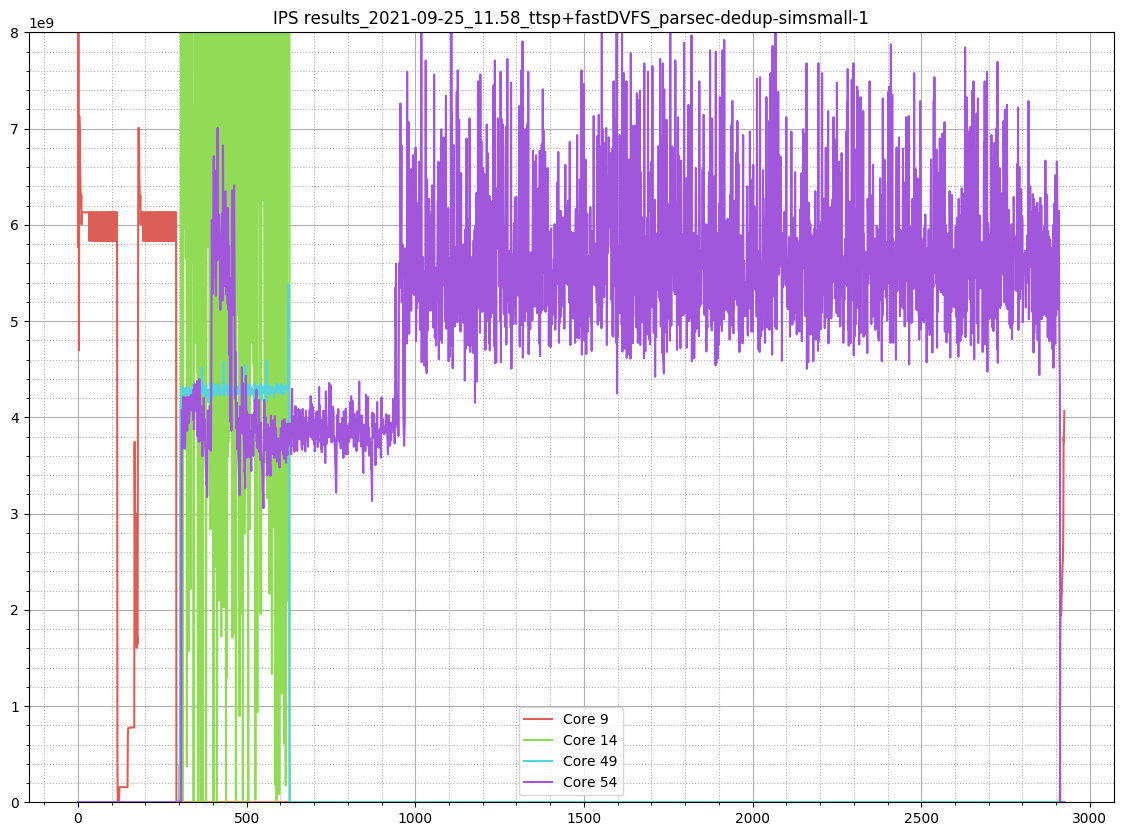 IPS results_2021-09-25_11.58_ttsp+fastDVFS_parsec-dedup-simsmall-1
1e9
8
7
6
5
4
3
2
1
0
0 500 1000 1500 2000 2500 3000
Core 9
Core 14
Core 49
Core 54